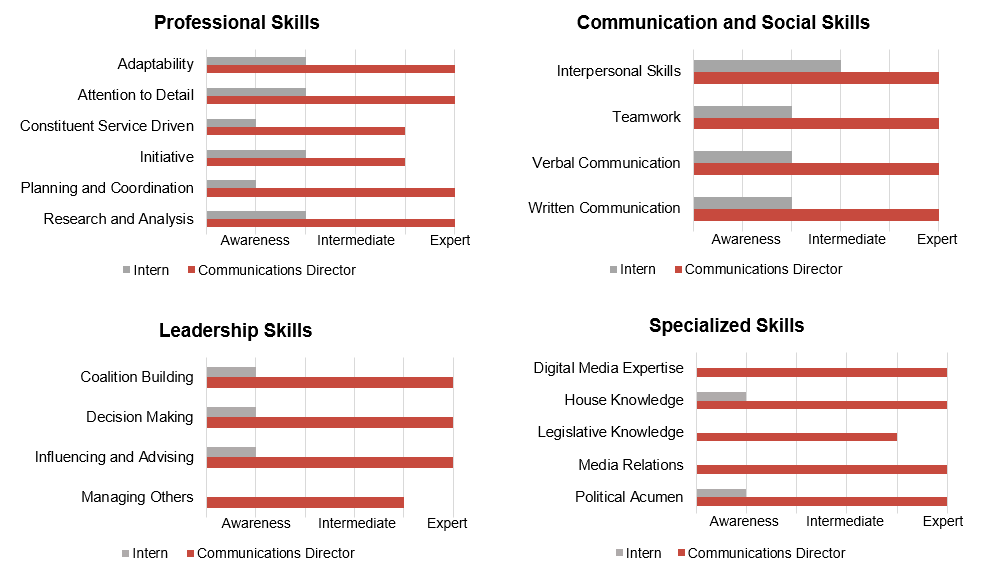 Professional Skills
Adaptability
Attention to Detail
Constituent Service Driven
Initiative
Planning and Coordination
Research and Analysis
Awareness Intermediate Expert
Intern Communications Director
Communication and Social Skills
Interpersonal Skills
Teamwork
Verbal Communication
Written Communication
Awareness Intermediate Expert
Intern Communications Director
Leadership Skills
Coalition Building
Decision Making
Influencing and Advising
Managing Others
Awareness Intermediate Expert
Intern Communications Director
Specialized Skills
Digital Media Expertise
House Knowledge
Legislative Knowledge
Media Relations
Political Acumen
Awareness Intermediate Expert
Intern Communications Director